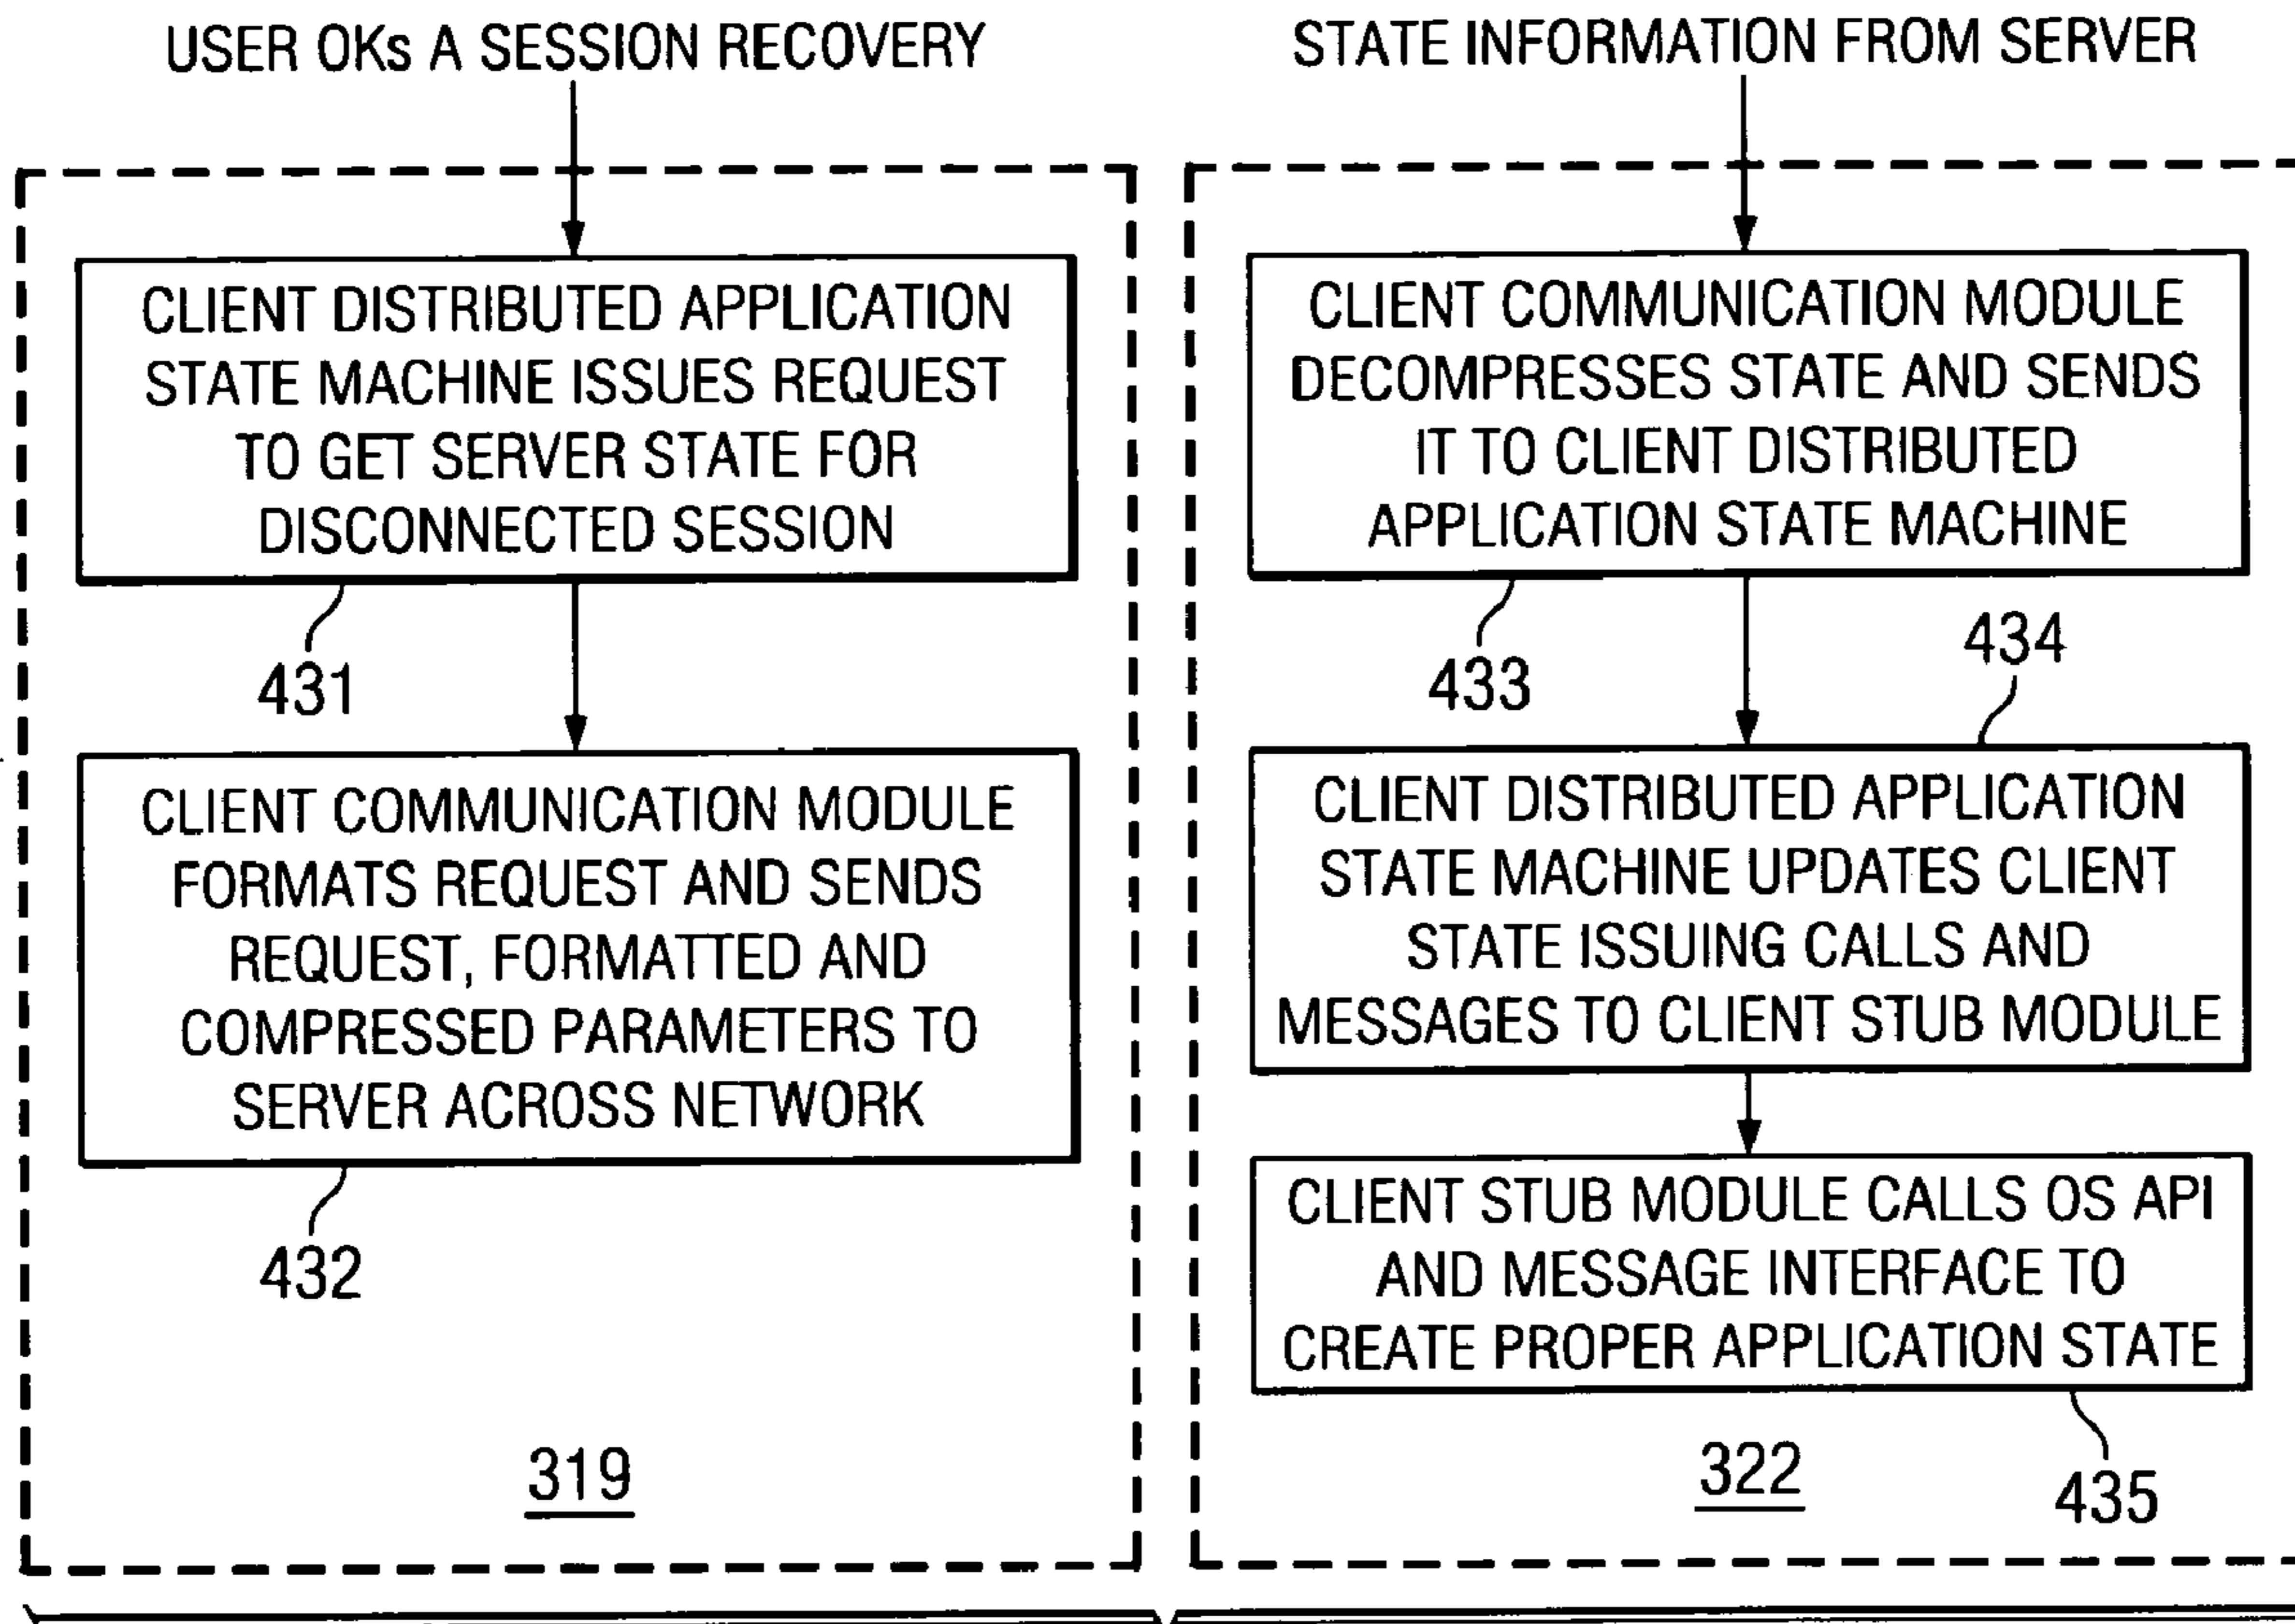 USER OKs A SESSION RECOVERY
CLIENT DISTRIBUTED APPLICATION
STATE MACHINE ISSUES REQUEST
TO GET SERVER STATE FOR
DISCONNECTED SESSION
431
CLIENT COMMUNICATION MODULE
FORMATS REQUEST AND SENDS
REQUEST, FORMATTED AND
COMPRESSED PARAMETERS TO
SERVER ACROSS NETWORK
432
319
STATE INFORMATION FROM SERVER
CLIENT COMMUNICATION MODULE
DECOMPRESSES STATE AND SENDS
IT TO CLIENT DISTRIBUTED
APPLICATION STATE MACHINE
433
434
CLIENT DISTRIBUTED APPLICATION
STATE MACHINE UPDATES CLIENT
STATE ISSUING CALLS AND
MESSAGES TO CLIENT STUB MODULE
CLIENT STUB MODULE CALLS OS API
AND MESSAGE INTERFACE TO
CREATE PROPER APPLICATION STATE
322
435